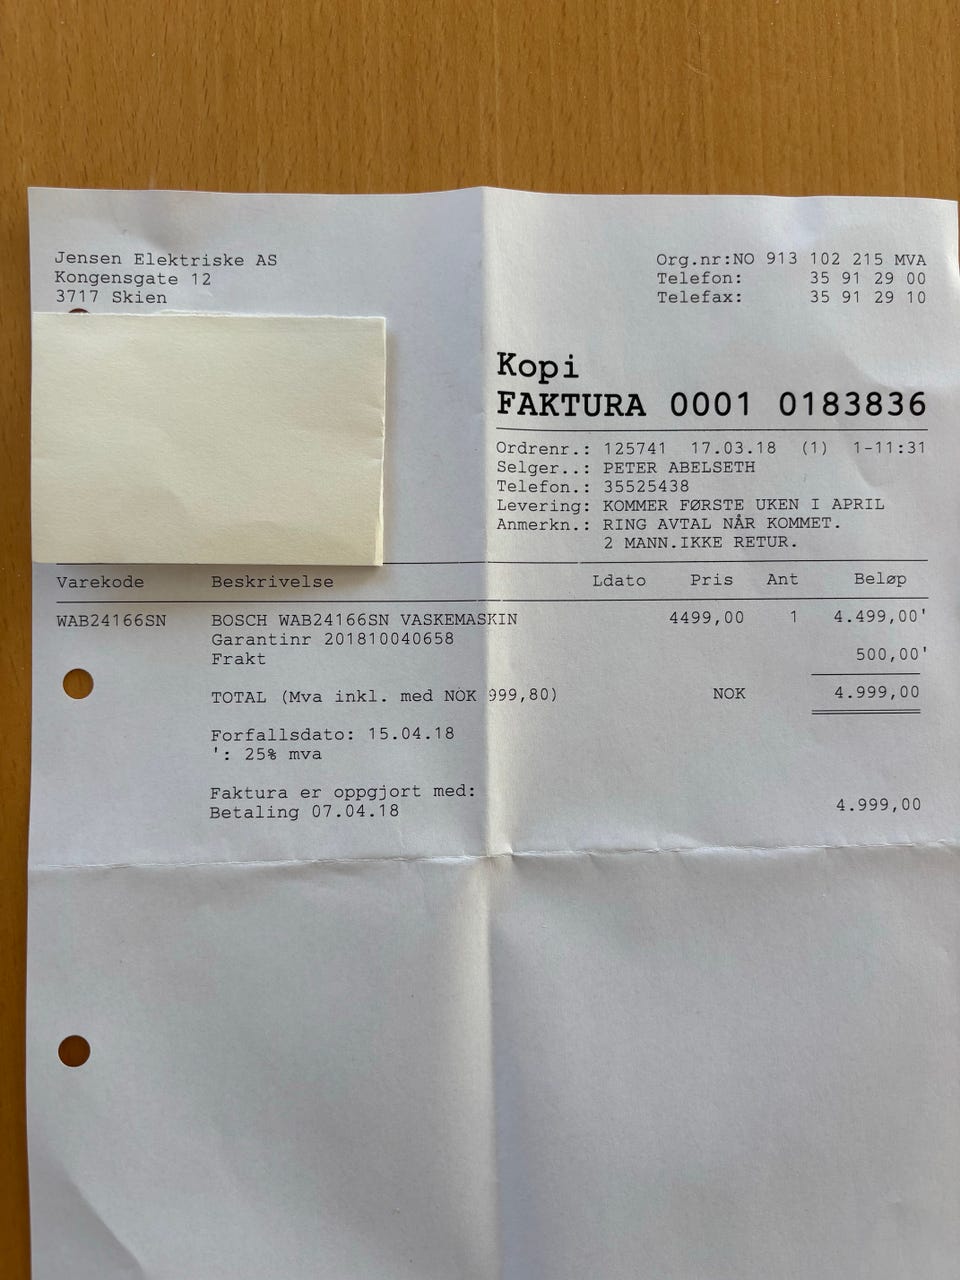 Jensen Elektriske AS
Kongensgate 12
3717 Skien
Org.nr:NO 913 102 215 MVA
Telefon: 35 91 29 00
Telefax: 35 91 29 10
Kopi
FAKTURA 0001 0183836
Ordrenr.: 125741 17.03.18 (1) 1-11:31
Selger..: PETER ABELSETH
Telefon.: 35525438
Levering: KOMMER FØRSTE UKEN I APRIL
Anmerkn.: RING AVTAL NÅR KOMMET.
2 MANN.IKKE RETUR.
Varekode Beskrivelse Ldato Pris Ant Beløp
WAB24166SN BOSCH WAB24166SN VASKEMASKIN 4499,00 1 4.499,00'
Garantinr 201810040658
Frakt 500,00'
TOTAL (Mva inkl. med NOK 999,80) NOK 4.999,00
Forfallsdato: 15.04.18
': 25% mva
Faktura er oppgjort med:
Betaling 07.04.18 4.999,00